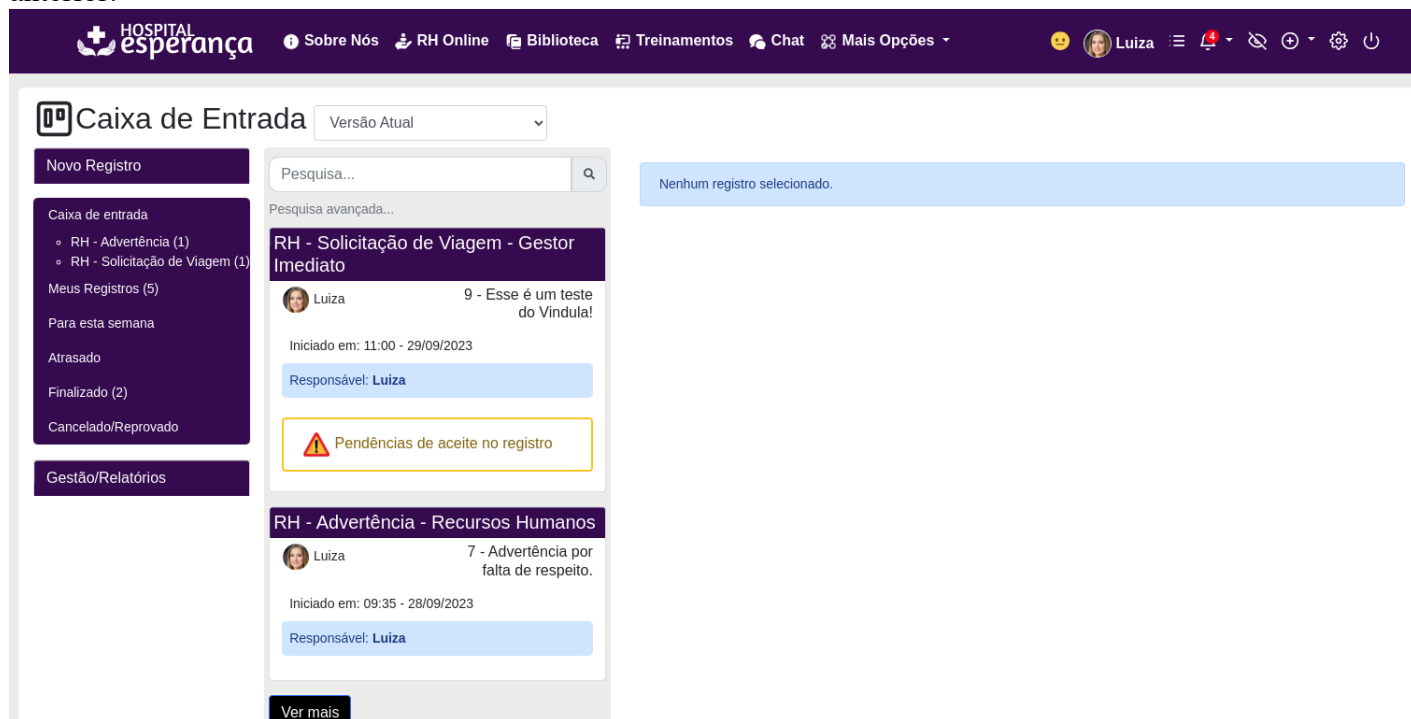 HOSPITAL
esperança
Sobre Nós RH Online Biblioteca Treinamentos Chat Mais Opções
Luiza
4
Caixa de Entrada
Versão Atual
Novo Registro
Caixa de entrada
RH - Advertência (1)
RH - Solicitação de Viagem (1)
Meus Registros (5)
Para esta semana
Atrasado
Finalizado (2)
Cancelado/Reprovado
Gestão/Relatórios
Pesquisa...
Pesquisa avançada...
RH - Solicitação de Viagem - Gestor
Imediato
Luiza
9 - Esse é um teste
do Vindula!
Iniciado em: 11:00 - 29/09/2023
Responsável: Luiza
Pendências de aceite no registro
RH - Advertência - Recursos Humanos
Luiza
7 - Advertência por
falta de respeito.
Iniciado em: 09:35 - 28/09/2023
Responsável: Luiza
Ver mais
Nenhum registro selecionado.